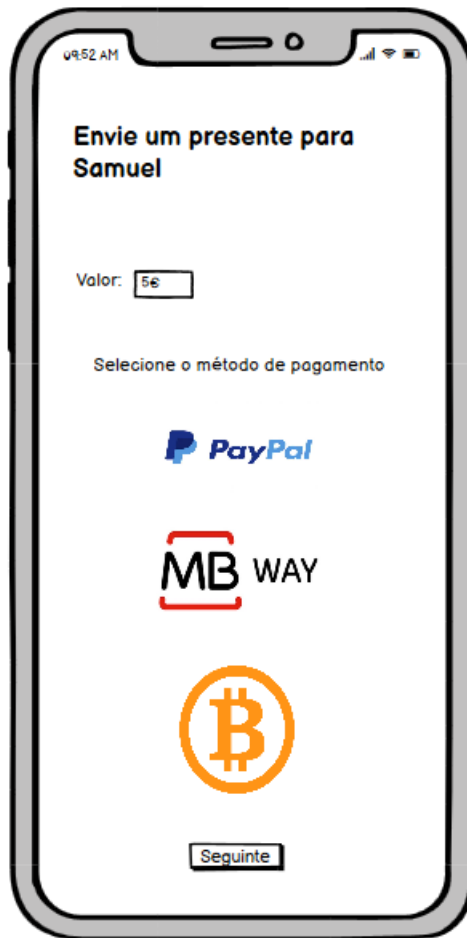 09:52 AM
Envie um presente para
Samuel
Valor: 5€
Selecione o método de pagamento
PayPal
MB WAY
Seguinte